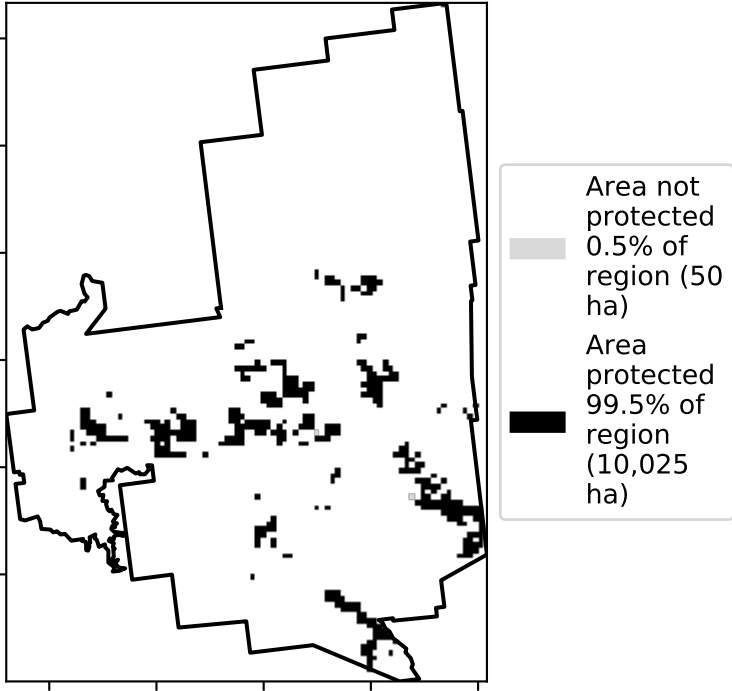 Area not
protected
0.5% of
region (50
ha)
Area
protected
99.5% of
region
(10,025
ha)